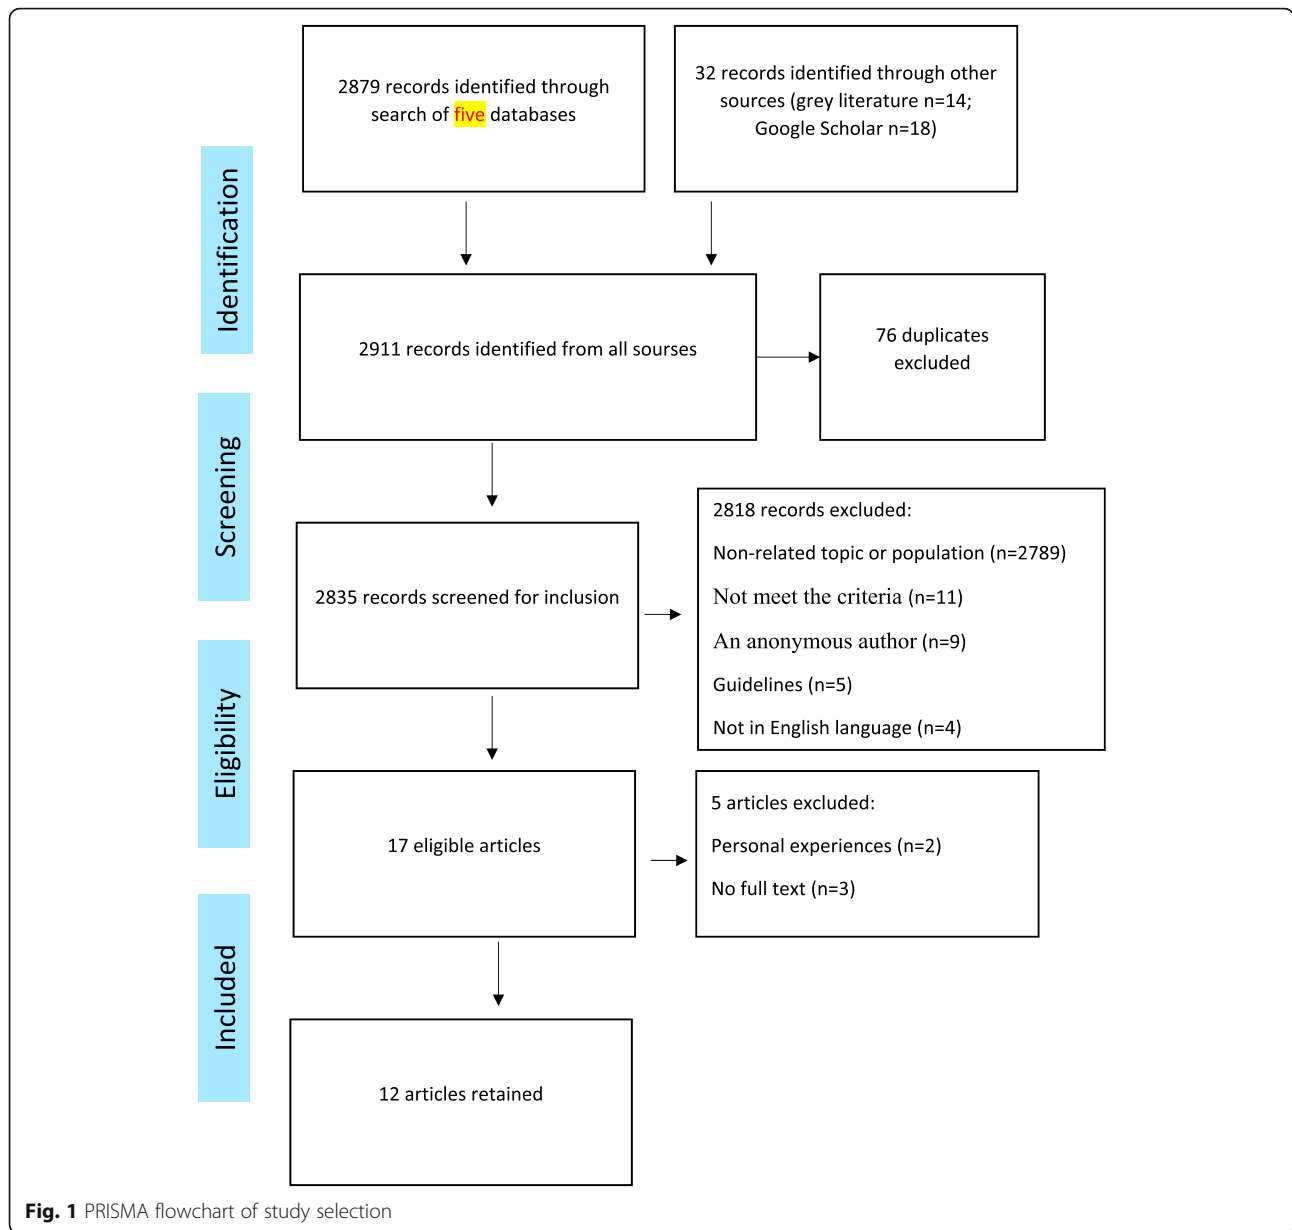 2879 records identified through
search of five databases
32 records identified through other
sources (grey literature n=14;
Google Scholar n=18)
Identification
2911 records identified from all sourses
76 duplicates
excluded
Screening
2835 records screened for inclusion
2818 records excluded:
Non-related topic or population (n=2789)
Not meet the criteria (n=11)
An anonymous author (n=9)
Guidelines (n=5)
Not in English language (n=4)
Eligibility
17 eligible articles
5 articles excluded:
Personal experiences (n=2)
No full text (n=3)
Included
12 articles retained
Fig. 1 PRISMA flowchart of study selection